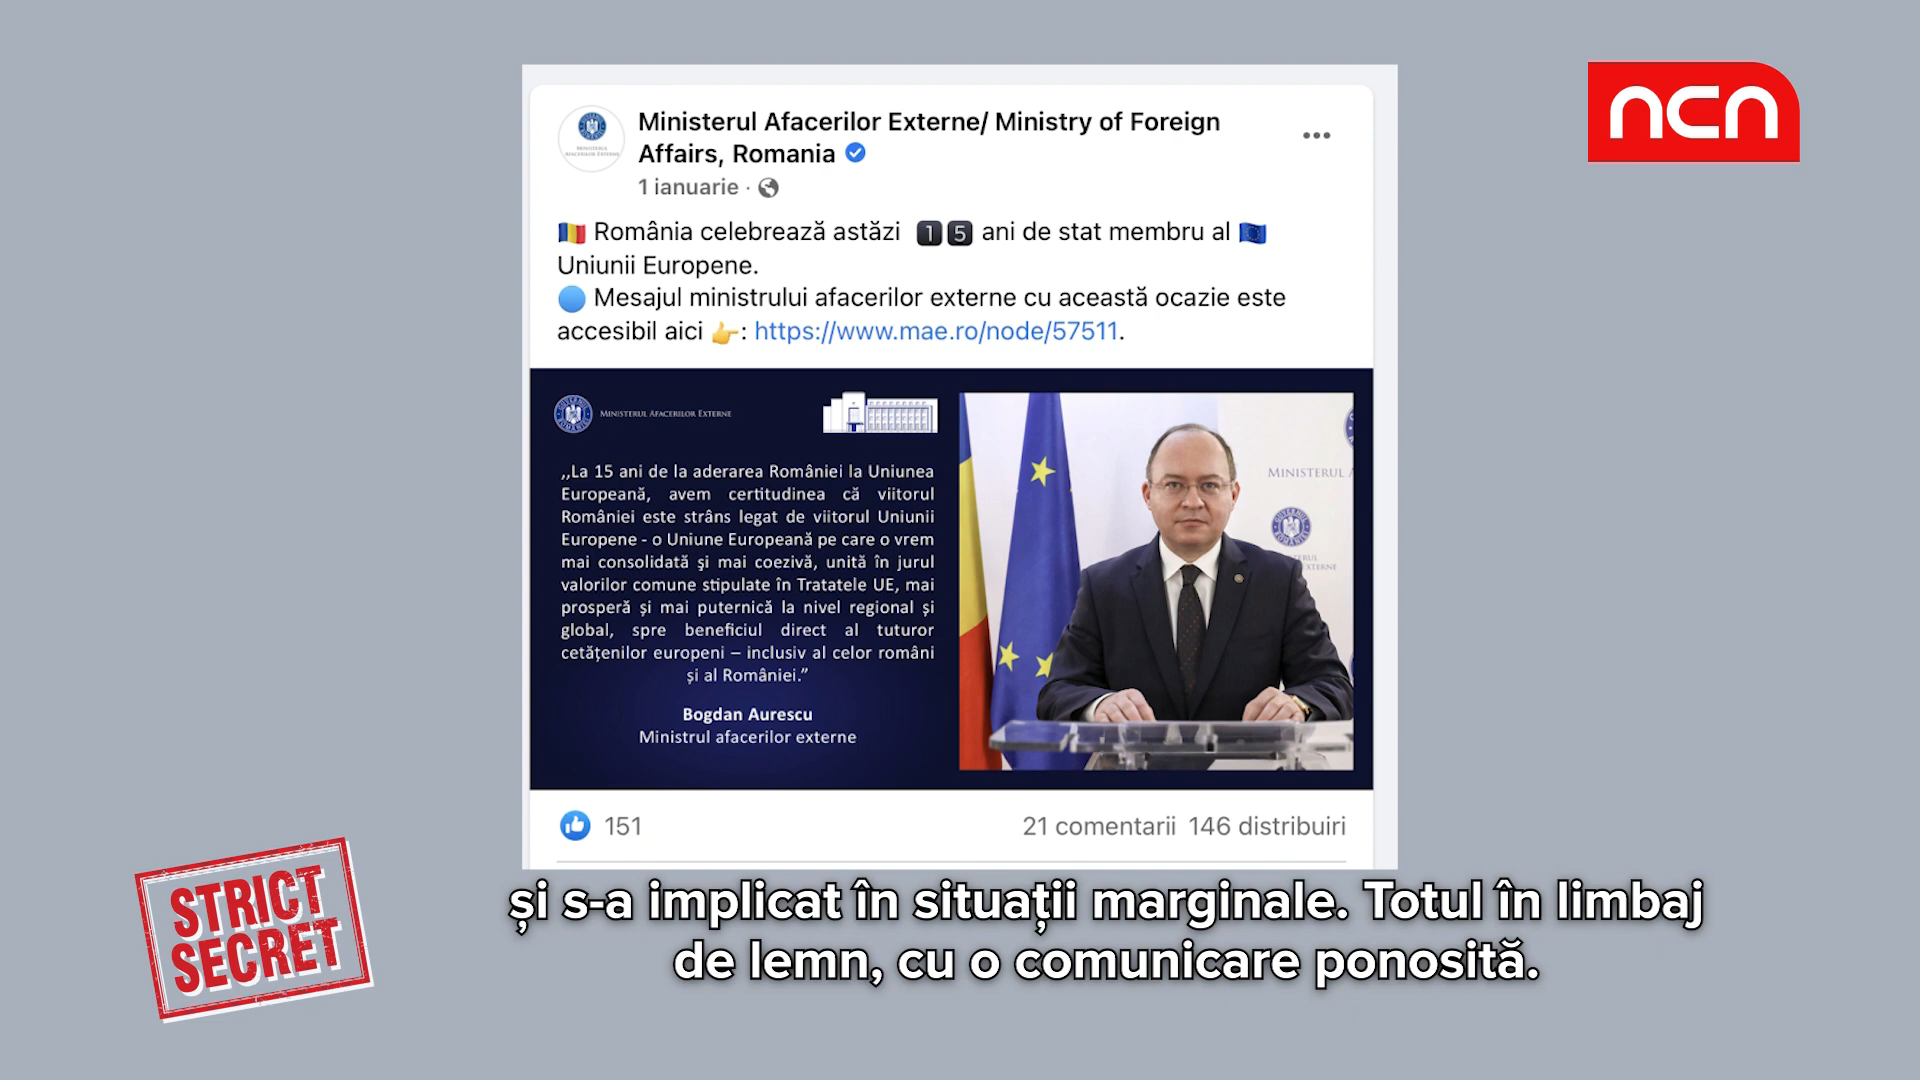 ncn
Ministerul Afacerilor Externe/ Ministry of Foreign
Affairs, Romania
1 ianuarie ·
România celebrează astăzi 15 ani de stat membru al
Uniunii Europene.
Mesajul ministrului afacerilor externe cu această ocazie este
accesibil aici : https://www.mae.ro/node/57511.
MINISTERUL AFACERILOR EXTERNE
,,La 15 ani de la aderarea României la Uniunea
Europeană, avem certitudinea că viitorul
României este strâns legat de viitorul Uniunii
Europene - o Uniune Europeană pe care o vrem
mai consolidată şi mai coezivă, unită în jurul
valorilor comune stipulate în Tratatele UE, mai
prosperă și mai puternică la nivel regional și
global, spre beneficiul direct al tuturor
cetățenilor europeni – inclusiv al celor români
și al României.”
Bogdan Aurescu
Ministrul afacerilor externe
MINISTERUL A
151
21 comentarii 146 distribuiri
STRICT
SECRET
și s-a implicat în situații marginale. Totul în limbaj
de lemn, cu o comunicare ponosită.